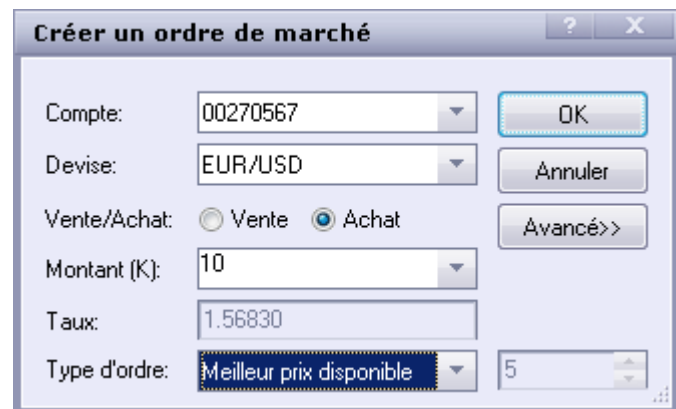 Créer un ordre de marché ? X
Compte: 00270567 OK
Devise: EUR/USD Annuler
Vente/Achat: Vente Achat Avancé>>
Montant (K): 10
Taux: 1.56830
Type d'ordre: Meilleur prix disponible 5